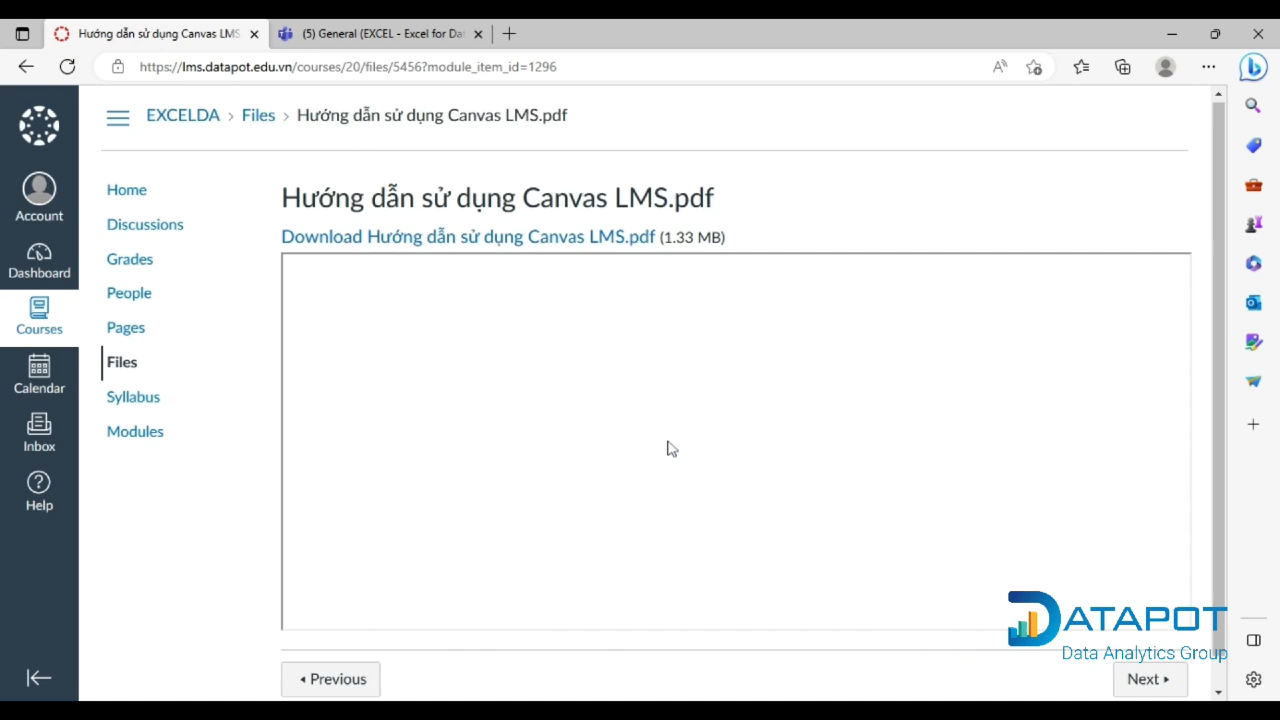 Hướng dẫn sử dụng Canvas LMS
(5) General (EXCEL - Excel for Dat
https://lms.datapot.edu.vn/courses/20/files/5456?module_item_id=1296
EXCELDA › Files › Hướng dẫn sử dụng Canvas LMS.pdf
Account
Dashboard
Courses
Calendar
Inbox
Help
Home
Discussions
Grades
People
Pages
Files
Syllabus
Modules
Hướng dẫn sử dụng Canvas LMS.pdf
Download Hướng dẫn sử dụng Canvas LMS.pdf (1.33 MB)
DATAPOT
Data Analytics Group
Previous
Next